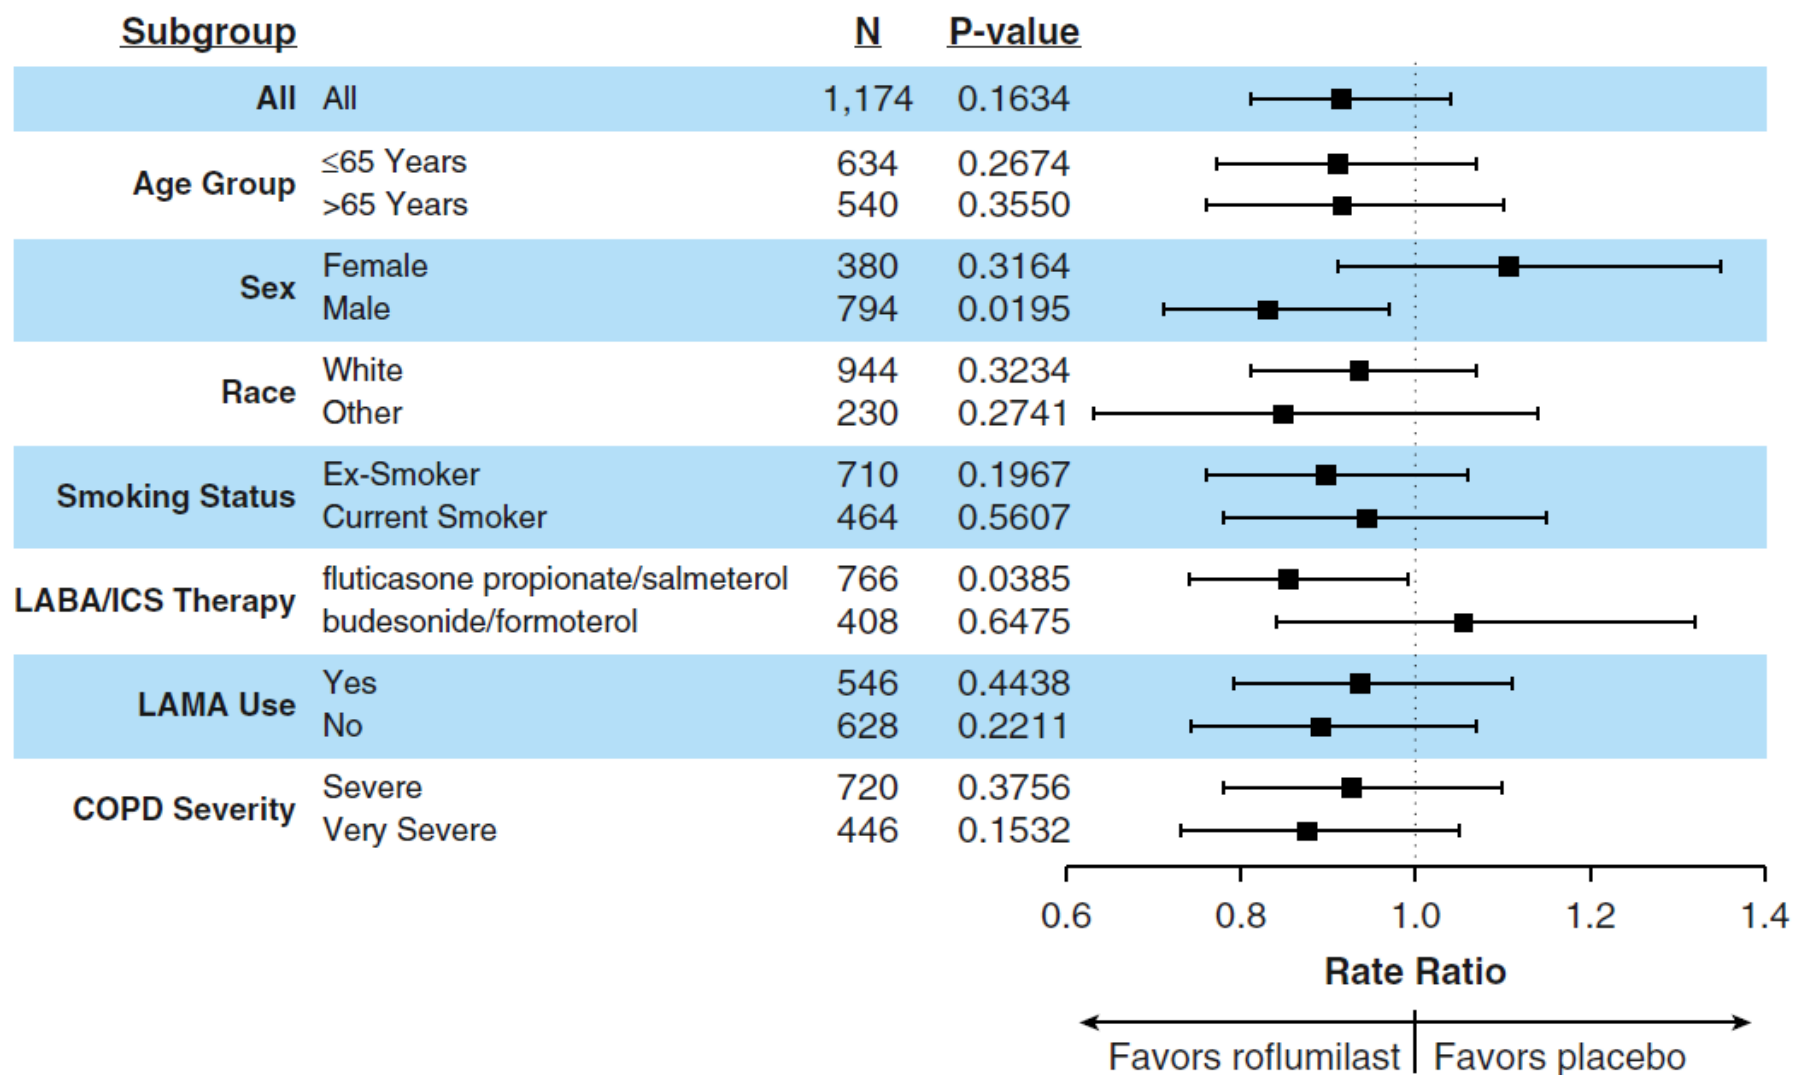 Subgroup N P-value
All All 1,174 0.1634
Age Group
≤65 Years 634 0.2674
>65 Years 540 0.3550
Sex
Female 380 0.3164
Male 794 0.0195
Race
White 944 0.3234
Other 230 0.2741
Smoking Status
Ex-Smoker 710 0.1967
Current Smoker 464 0.5607
LABA/ICS Therapy
fluticasone propionate/salmeterol 766 0.0385
budesonide/formoterol 408 0.6475
LAMA Use
Yes 546 0.4438
No 628 0.2211
COPD Severity
Severe 720 0.3756
Very Severe 446 0.1532
0.6 0.8 1.0 1.2 1.4
Rate Ratio
Favors roflumilast Favors placebo